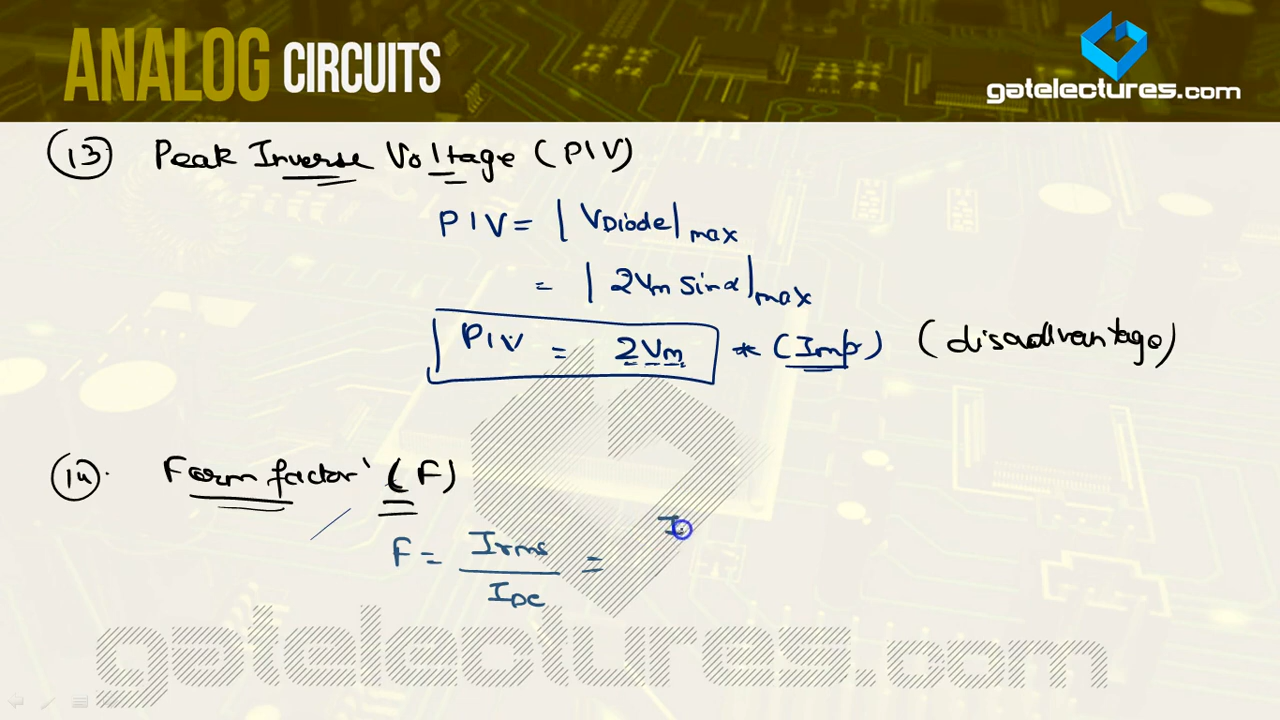 ANALOG CIRCUITS
gatelectures.com
(13) Peak Inverse Voltage (PIV)
PIV = | VDiode |max
= | 2Vm Sinα |max
PIV = 2Vm * (Imp) (disadvantage)
(14). Form factor (F)
F = Irms / IDC = I
gatelectures.com